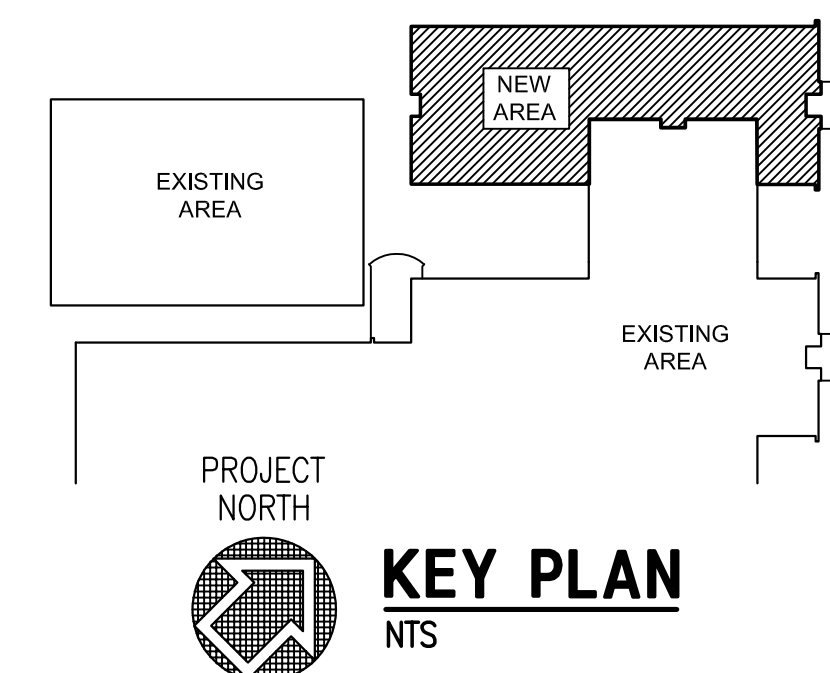 NEW
AREA
EXISTING
AREA
EXISTING
AREA
PROJECT
NORTH
KEY PLAN
NTS